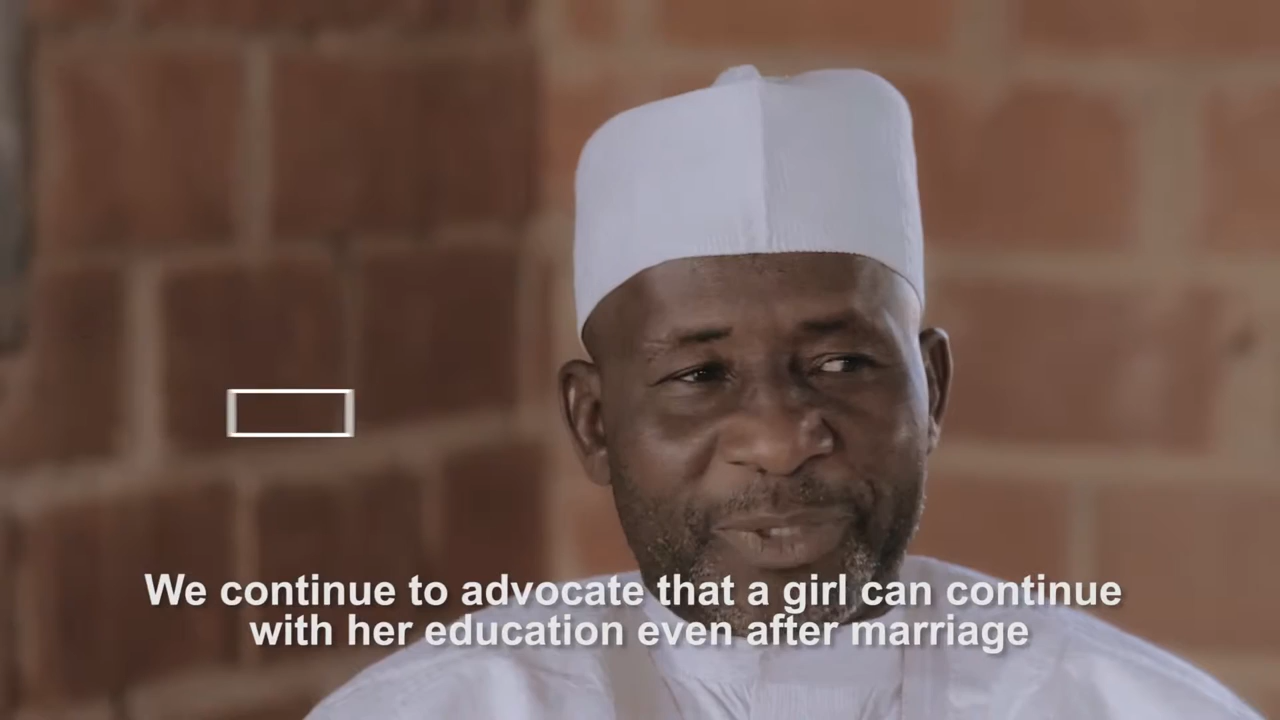 We continue to advocate that a girl can continue
with her education even after marriage